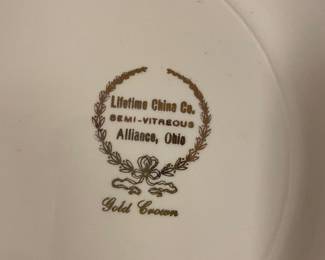 Lifetime China Co.
SEMI-VITREOUS
Alliance, Ohio
Gold Crown